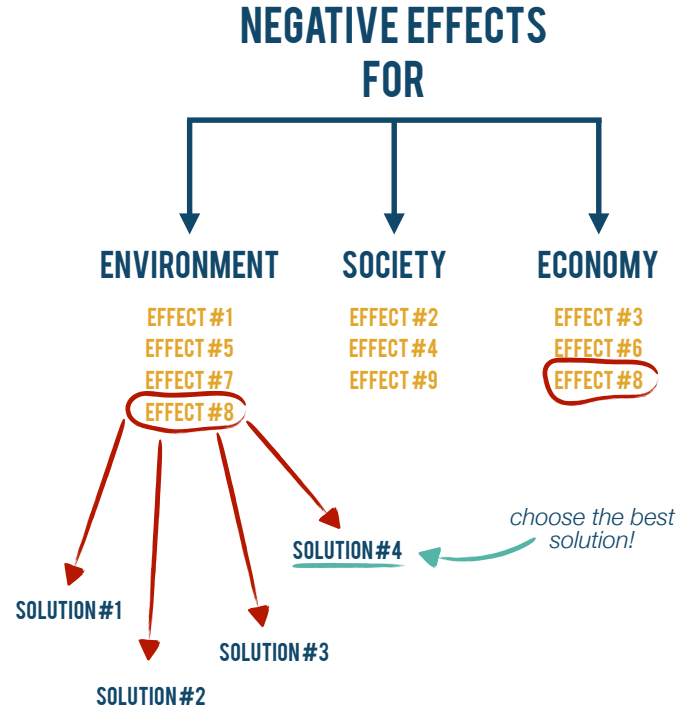 NEGATIVE EFFECTS
FOR
ENVIRONMENT
EFFECT #1
EFFECT #5
EFFECT #7
EFFECT #8
SOCIETY
EFFECT #2
EFFECT #4
EFFECT #9
ECONOMY
EFFECT #3
EFFECT #6
EFFECT #8
choose the best
solution!
SOLUTION #4
SOLUTION #1
SOLUTION #3
SOLUTION #2